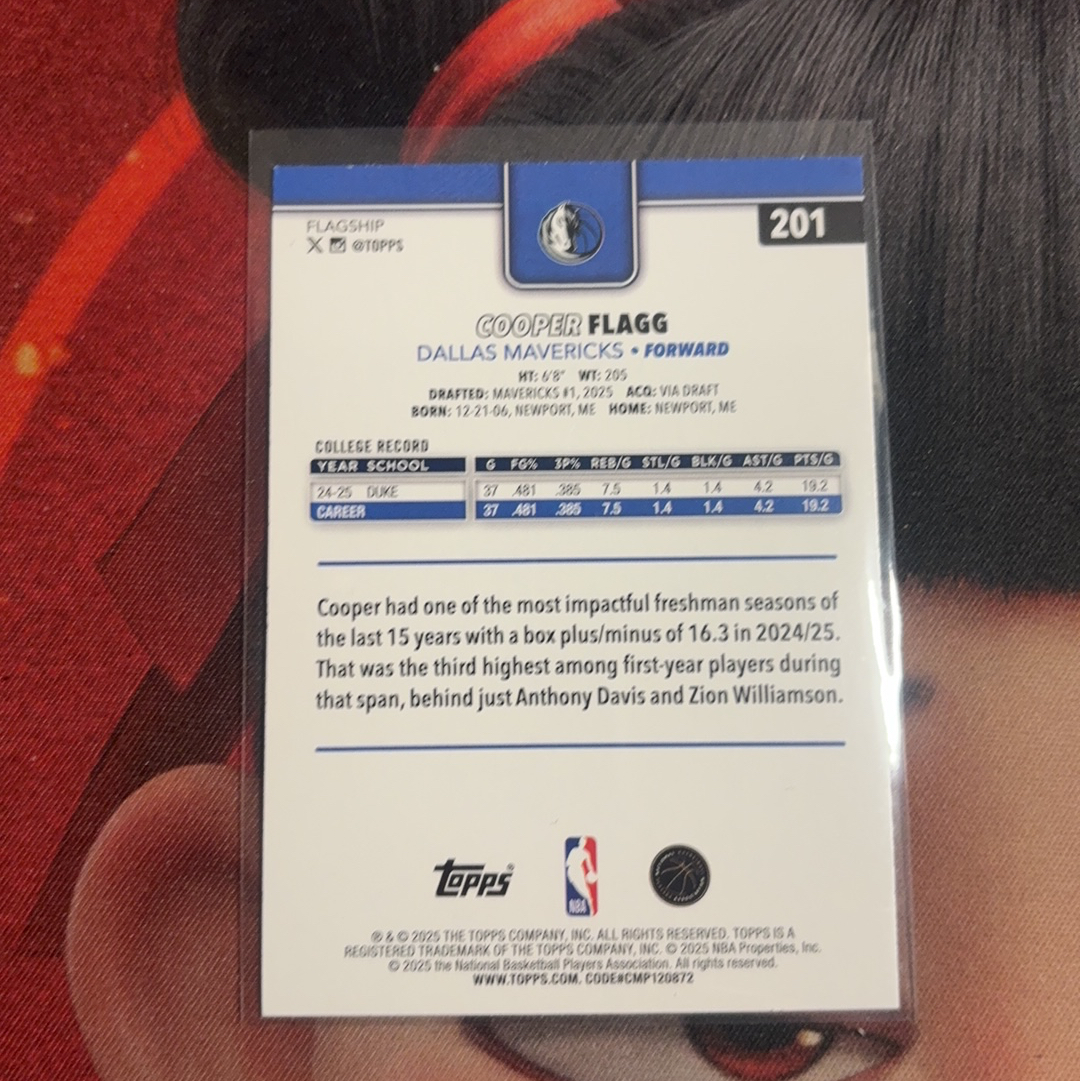 FLAGSHIP
201
X @TOPPS
COOPER FLAGG
DALLAS MAVERICKS • FORWARD
HT: 6'8" WT: 205
DRAFTED: MAVERICKS #1, 2025 ACQ: VIA DRAFT
BORN: 12-21-06, NEWPORT, ME HOME: NEWPORT, ME
COLLEGE RECORD
YEAR SCHOOL G FG% 3P% REB/G STL/G BLK/G AST/G PTS/G
24-25 DUKE 37 .481 .385 7.5 1.4 1.4 4.2 19.2
CAREER 37 .481 .385 7.5 1.4 1.4 4.2 19.2
Cooper had one of the most impactful freshman seasons of
the last 15 years with a box plus/minus of 16.3 in 2024/25.
That was the third highest among first-year players during
that span, behind just Anthony Davis and Zion Williamson.
Topps®
NBA
® & © 2025 THE TOPPS COMPANY, INC. ALL RIGHTS RESERVED. TOPPS IS A
REGISTERED TRADEMARK OF THE TOPPS COMPANY, INC. © 2025 NBA Properties, Inc.
© 2025 the National Basketball Players Association. All rights reserved.
WWW.TOPPS.COM. CODE#CMP120872